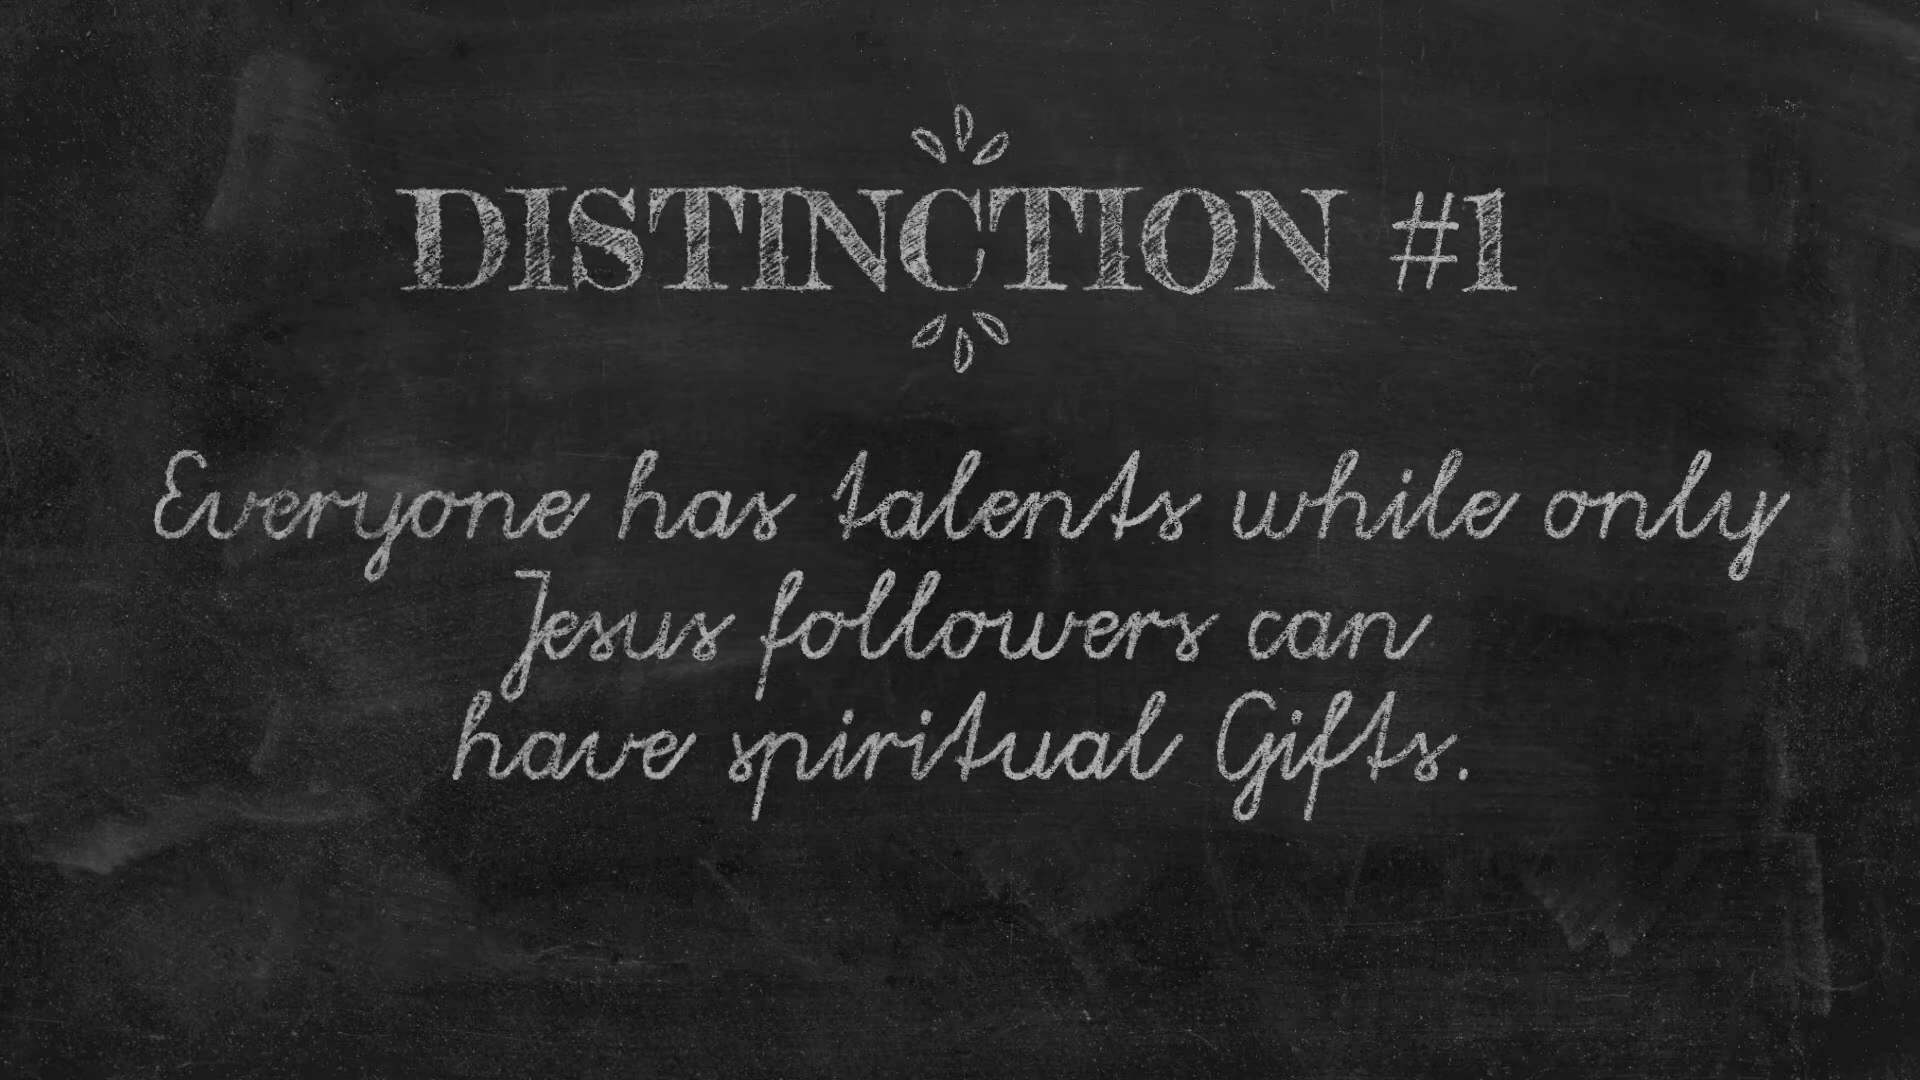 DISTINCTION #1
Everyone has talents while only
Jesus followers can
have spiritual Gifts.